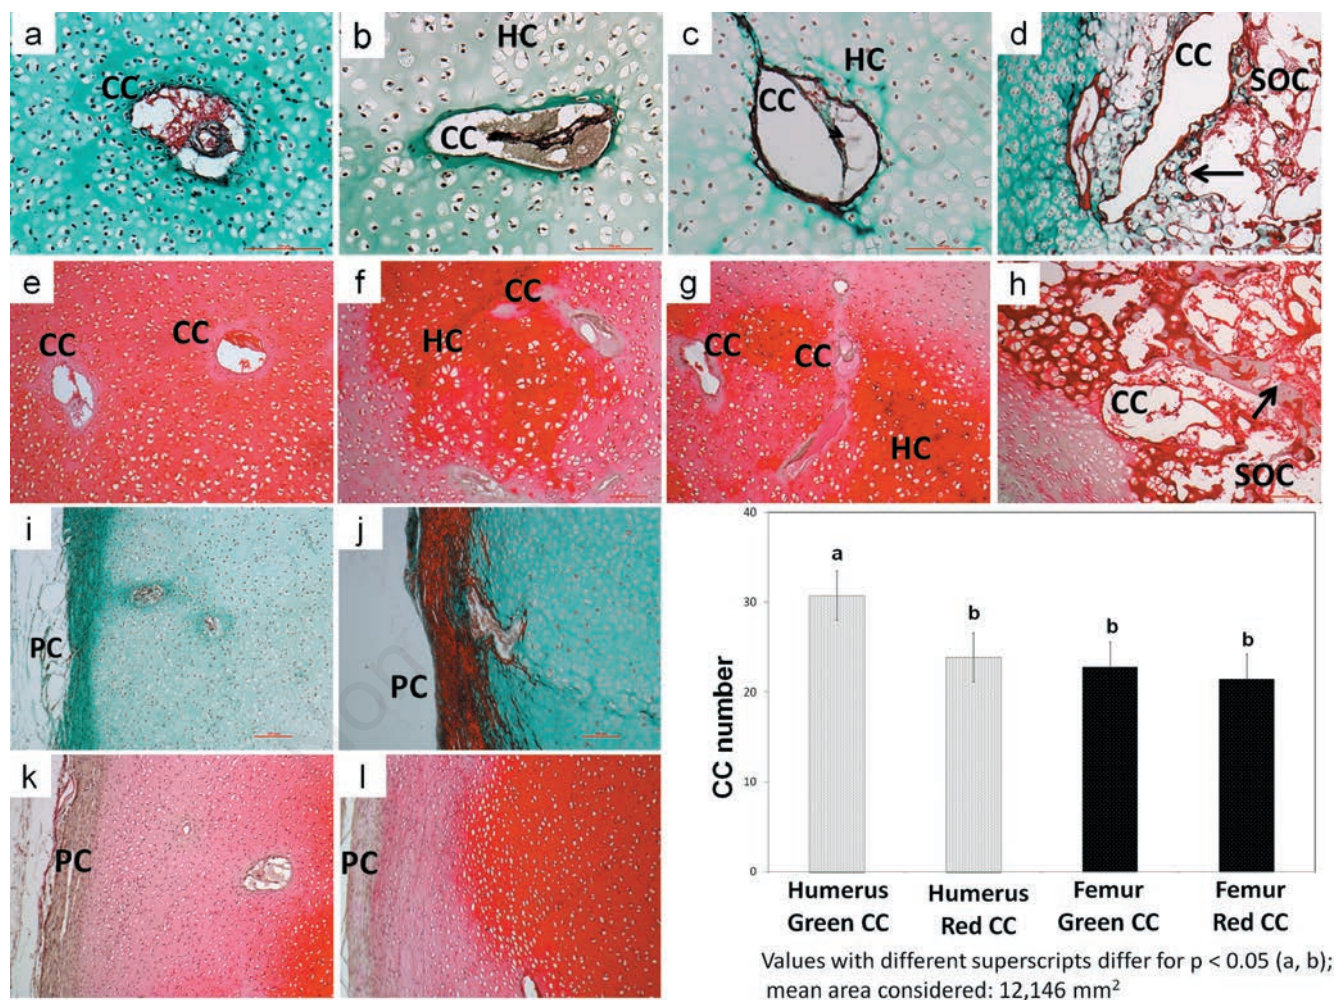 a
CC
b
HC
CC
c
HC
CC
d
CC
SOC
e
CC
CC
f
CC
HC
g
CC
CC
HC
h
CC
SOC
i
PC
j
PC
k
PC
l
PC
40
30
20
10
0
CC number
a
b
b
b
Humerus
Green CC
Humerus
Red CC
Femur
Green CC
Femur
Red CC
Values with different superscripts differ for p < 0.05 (a, b);
mean area considered: 12,146 mm²